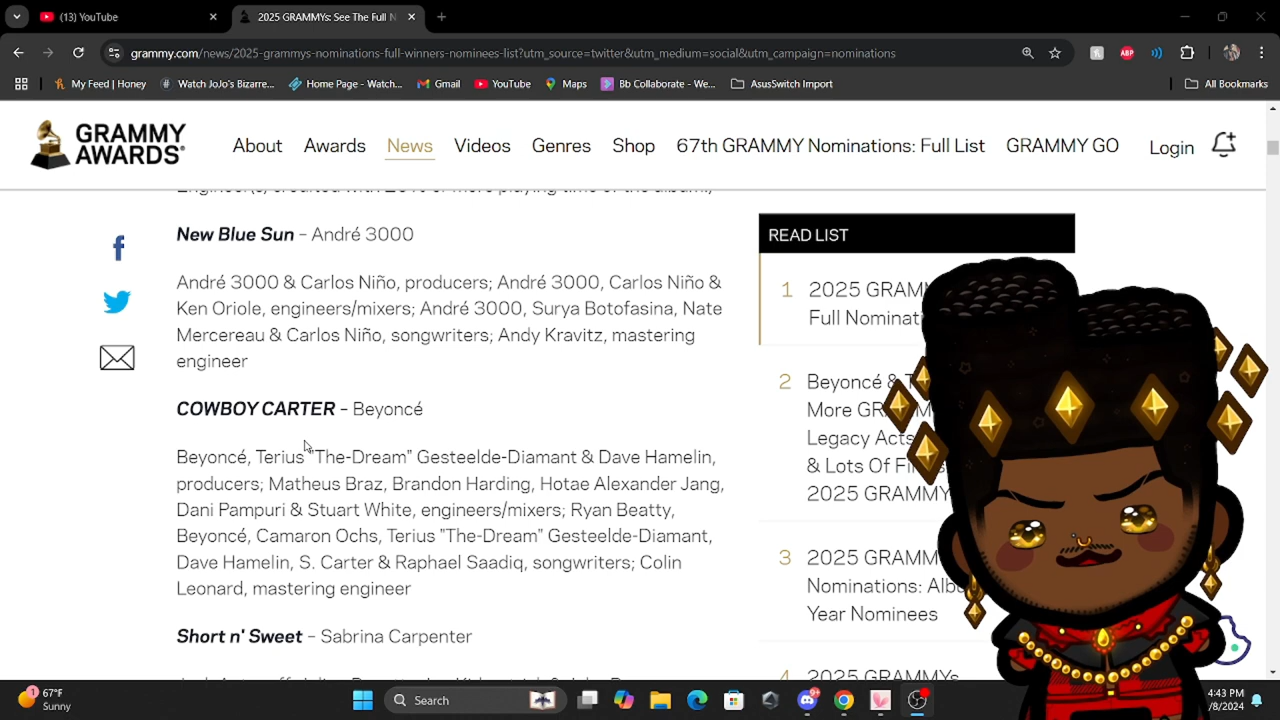 (13) YouTube
2025 GRAMMYs: See The Full N
grammy.com/news/2025-grammys-nominations-full-winners-nominees-list?utm_source=twitter&utm_medium=social&utm_campaign=nominations
ABP
My Feed | Honey
Watch JoJo's Bizarre...
Home Page - Watch...
Gmail
YouTube
Maps
Bb Collaborate - We...
AsusSwitch Import
All Bookmarks
GRAMMY
AWARDS
About
Awards
News
Videos
Genres
Shop
67th GRAMMY Nominations: Full List
GRAMMY GO
Login
New Blue Sun – André 3000
André 3000 & Carlos Niño, producers; André 3000, Carlos Niño &
Ken Oriole, engineers/mixers; André 3000, Surya Botofasina, Nate
Mercereau & Carlos Niño, songwriters; Andy Kravitz, mastering
engineer
COWBOY CARTER – Beyoncé
Beyoncé, Terius "The-Dream" Gesteelde-Diamant & Dave Hamelin,
producers; Matheus Braz, Brandon Harding, Hotae Alexander Jang,
Dani Pampuri & Stuart White, engineers/mixers; Ryan Beatty,
Beyoncé, Camaron Ochs, Terius "The-Dream" Gesteelde-Diamant,
Dave Hamelin, S. Carter & Raphael Saadiq, songwriters; Colin
Leonard, mastering engineer
Short n' Sweet – Sabrina Carpenter
READ LIST
1 2025 GRAMM
Full Nominati
2 Beyoncé & T
More GR
Legacy Acts
& Lots Of Fi
2025 GRAMMY
3 2025 GRAMM
Nominations: Alb
Year Nominees
4 2025 GRAMMYs
1
67°F
Sunny
Search
4:43 PM
/8/2024